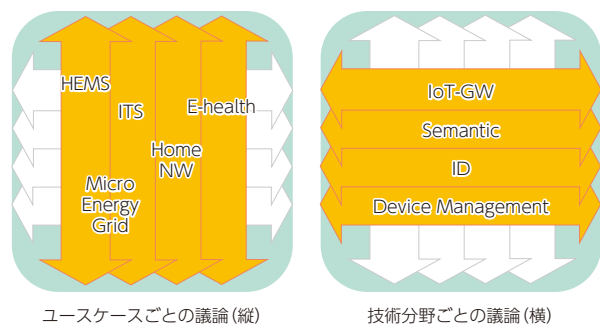 HEMS
ITS
E-health
Home
NW
Micro
Energy
Grid
ユースケースごとの議論(縦)
IoT-GW
Semantic
ID
Device Management
技術分野ごとの議論(横)